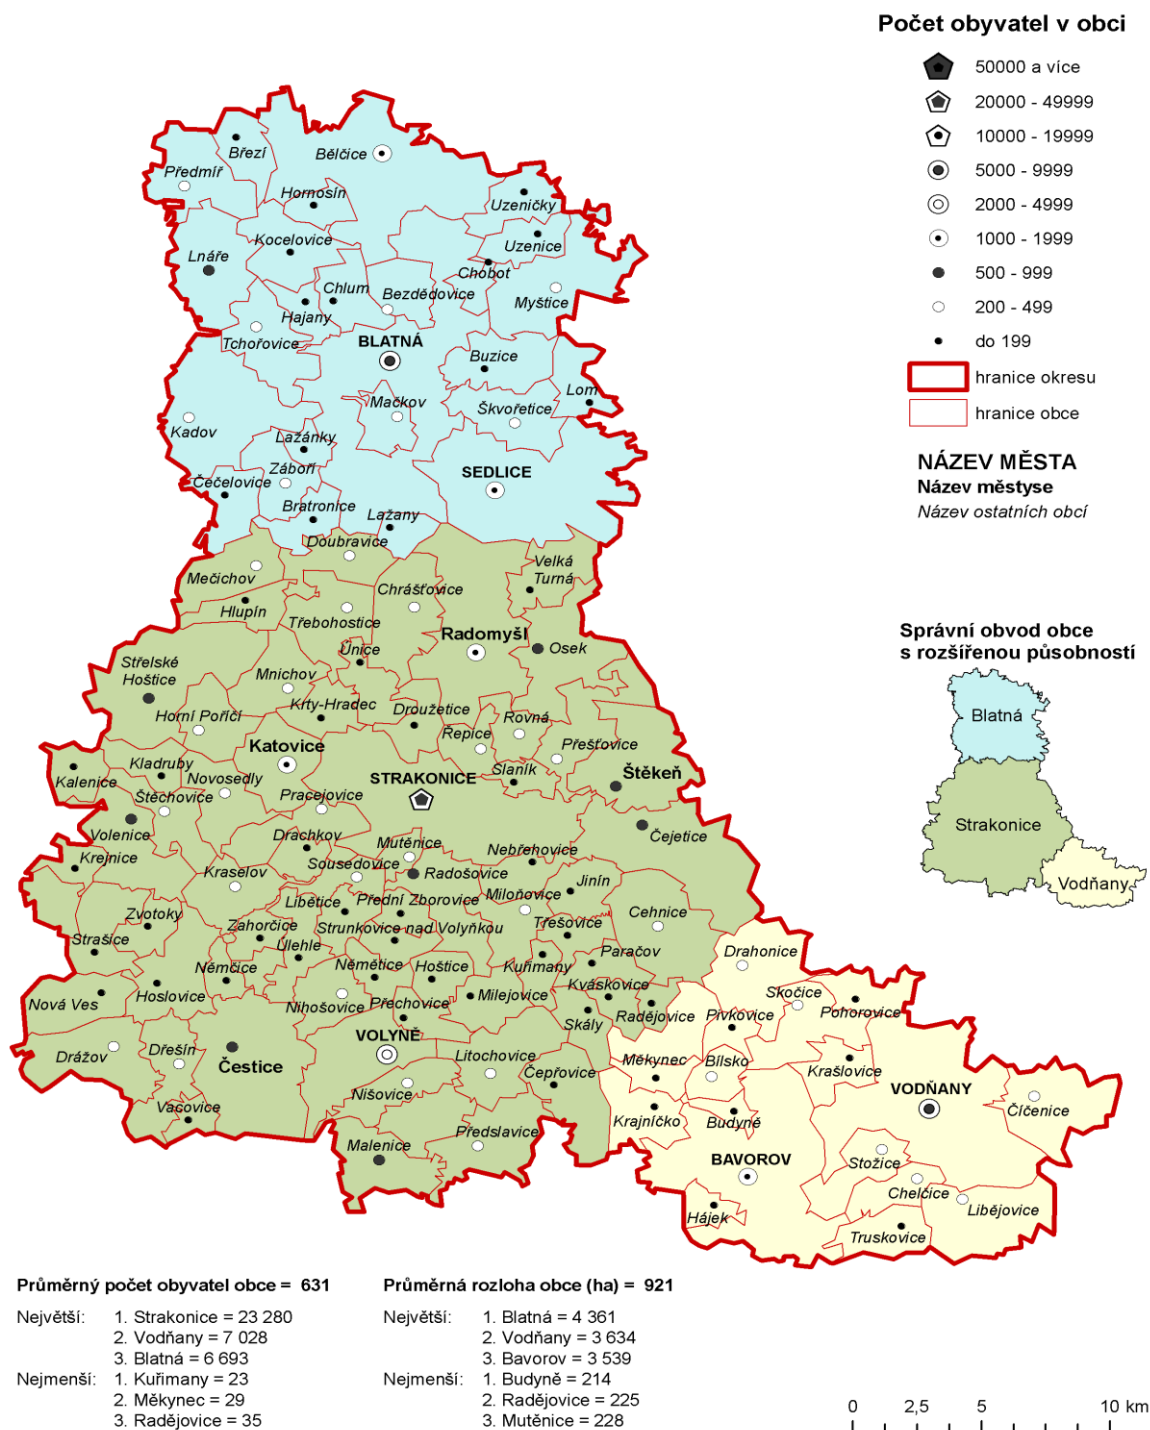 Počet obyvatel v obci
50000 a více
20000 - 49999
10000 - 19999
5000 - 9999
2000 - 4999
1000 - 1999
500 - 999
200 - 499
do 199
hranice okresu
hranice obce
NÁZEV MĚSTA
Název městyse
Název ostatních obcí
Správní obvod obce
s rozšířenou působností
Blatná
Strakonice
Vodňany
Březí
Bělčice
Předmíř
Hornosín
Uzeničky
Kocelovice
Uzenice
Lnáře
Chobot
Chlum
Bezdědovice
Myštice
Hajany
Tchořovice
BLATNÁ
Buzice
Lom
Mačkov
Škvořetice
Kadov
Lažánky
Záboří
SEDLICE
Čečelovice
Bratronice
Lažany
Doubravice
Velká
Turná
Mečichov
Chrášťovice
Hlupín
Třebohostice
Radomyšl
Únice
Osek
Střelské
Hoštice
Mnichov
Krty-Hradec
Droužetice
Rovná
Horní Poříčí
Řepice
Přešťovice
Katovice
Kladruby
Kalenice
Novosedly
STRAKONICE
Slaník
Štěkeň
Štěchovice
Pracejovice
Volenice
Drachkov
Mutěnice
Nebřehovice
Čejetice
Krejnice
Sousedovice
Radošovice
Kraselov
Miloňovice
Jinín
Libětice
Přední Zborovice
Cehnice
Zvotoky
Zahorčice
Strunkovice nad Volyňkou
Třešovice
Strašice
Úlehle
Drahonice
Němčice
Němětice
Hoštice
Kuřimany
Paračov
Nová Ves
Hoslovice
Nihošovice
Přechovice
Milejovice
Kváskovice
Skočice
Pohorovice
Skály
Radějovice
Pivkovice
VOLYNĚ
Drážov
Dřešín
Čestice
Litochovice
Čepřovice
Měkynec
Bílsko
Krašlovice
VODŇANY
Nišovice
Číčenice
Vacovice
Krajníčko
Budyně
Předslavice
Malenice
BAVOROV
Stožice
Chelčice
Hájek
Libějovice
Truskovice
Průměrný počet obyvatel obce = 631
Největší: 1. Strakonice = 23 280
2. Vodňany = 7 028
3. Blatná = 6 693
Nejmenší: 1. Kuřimany = 23
2. Měkynec = 29
3. Radějovice = 35
Průměrná rozloha obce (ha) = 921
Největší: 1. Blatná = 4 361
2. Vodňany = 3 634
3. Bavorov = 3 539
Nejmenší: 1. Budyně = 214
2. Radějovice = 225
3. Mutěnice = 228
0 2,5 5 10 km